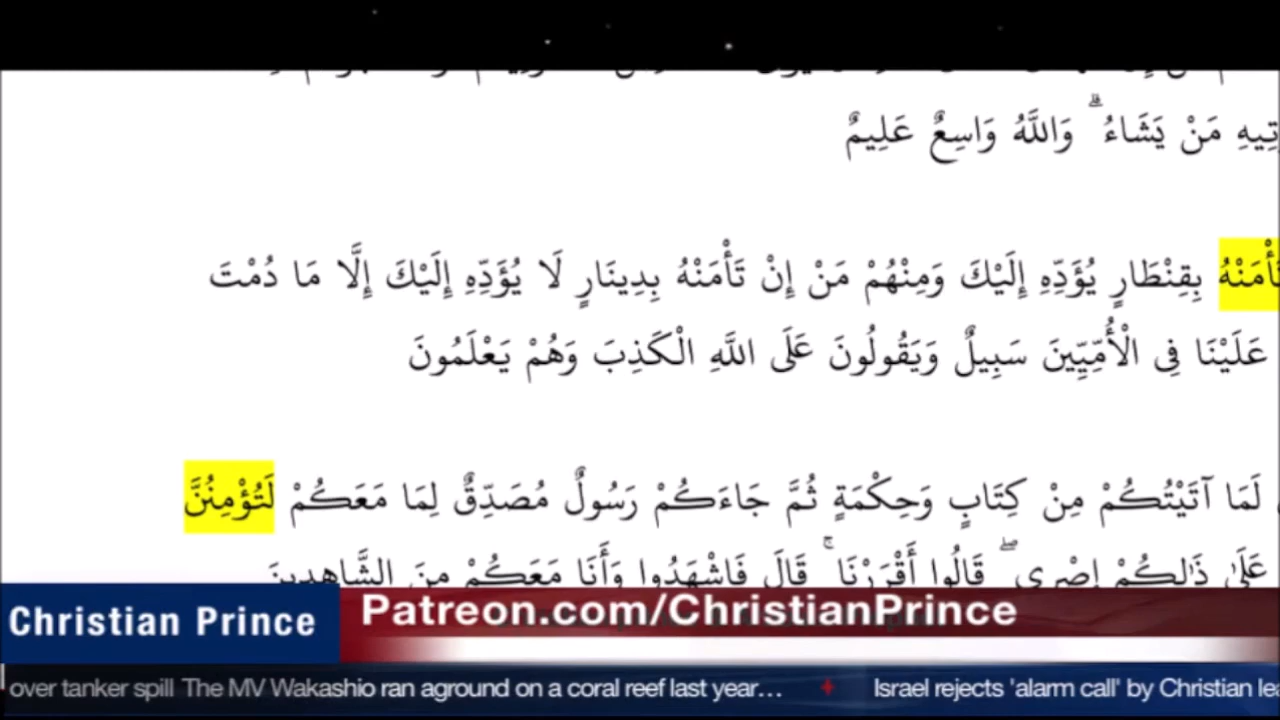 تِيهِ مَنْ يَشَاءُ ۗ وَاللَّهُ وَاسِعٌ عَلِيمٌ
تَأْمَنْهُ بِقِنْطَارٍ يُؤَدِّهِ إِلَيْكَ وَمِنْهُمْ مَنْ إِنْ تَأْمَنْهُ بِدِينَارٍ لَا يُؤَدِّهِ إِلَيْكَ إِلَّا مَا دُمْتَ
عَلَيْنَا فِي الْأُمِّيِّينَ سَبِيلٌ وَيَقُولُونَ عَلَى اللَّهِ الْكَذِبَ وَهُمْ يَعْلَمُونَ
لَمَا آتَيْتُكُمْ مِنْ كِتَابٍ وَحِكْمَةٍ ثُمَّ جَاءَكُمْ رَسُولٌ مُصَدِّقٌ لِمَا مَعَكُمْ لَتُؤْمِنُنَّ
عَلَىٰ ذَٰلِكُمْ إِصْرِي ۖ قَالُوا أَقْرَرْنَا ۚ قَالَ فَاشْهَدُوا وَأَنَا مَعَكُمْ مِنَ الشَّاهِدِينَ
Christian Prince
Patreon.com/ChristianPrince
over tanker spill The MV Wakashio ran aground on a coral reef last year... + Israel rejects 'alarm call' by Christian